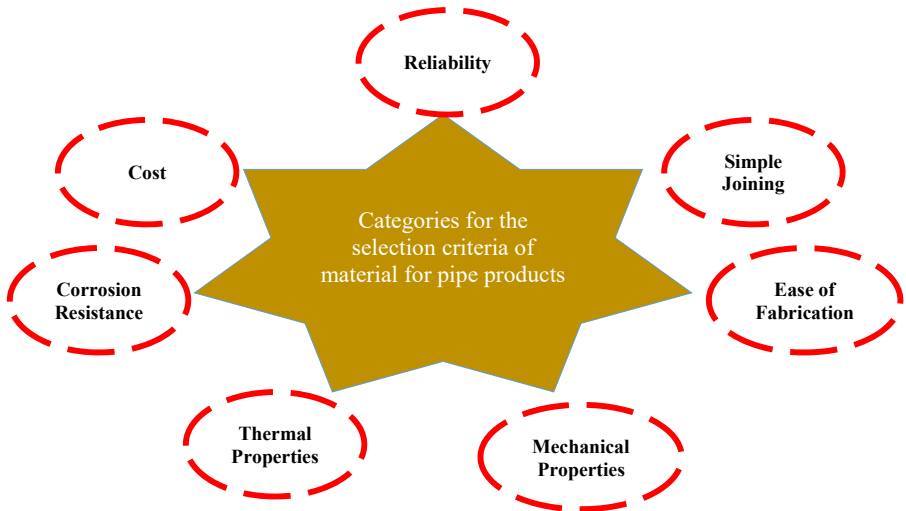 Reliability
Cost
Simple
Joining
Categories for the
selection criteria of
material for pipe products
Corrosion
Resistance
Ease of
Fabrication
Thermal
Properties
Mechanical
Properties